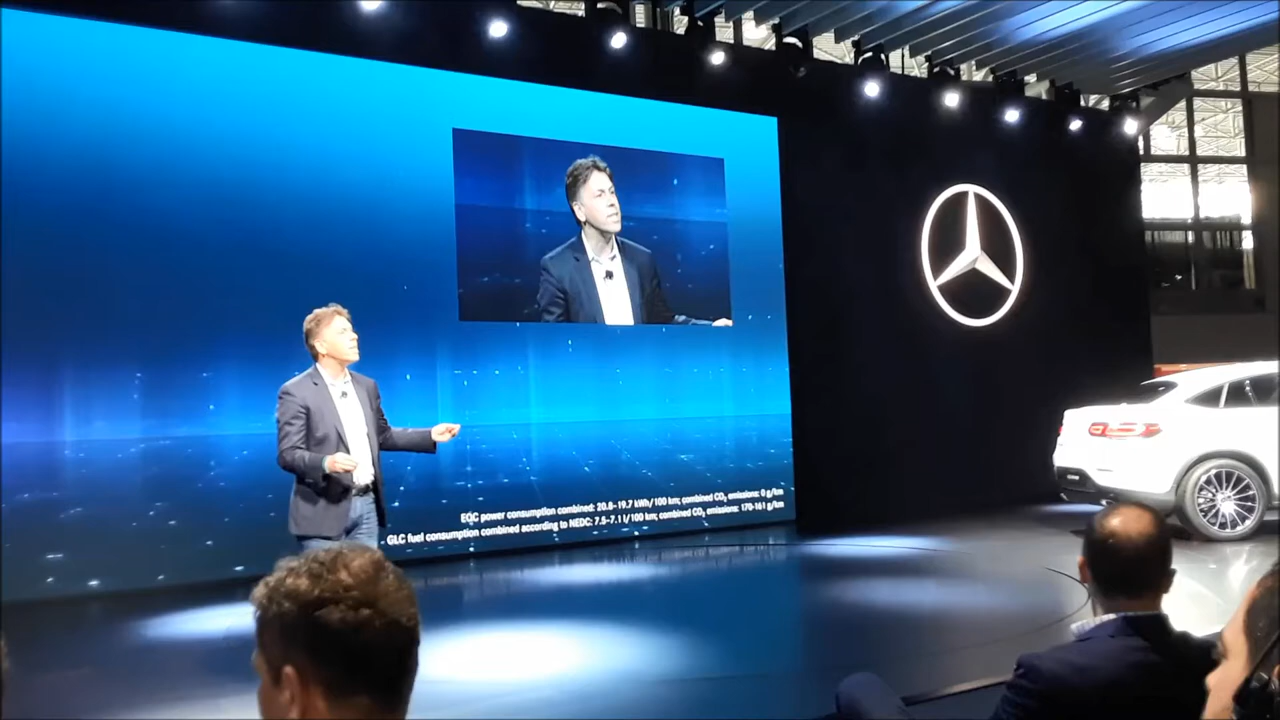 EQC power consumption combined: 20.8–19.7 kWh/100 km; combined CO₂ emissions: 0 g/km
GLC fuel consumption combined according to NEDC: 7.5–7.1 l/100 km; combined CO₂ emissions: 170-161 g/km